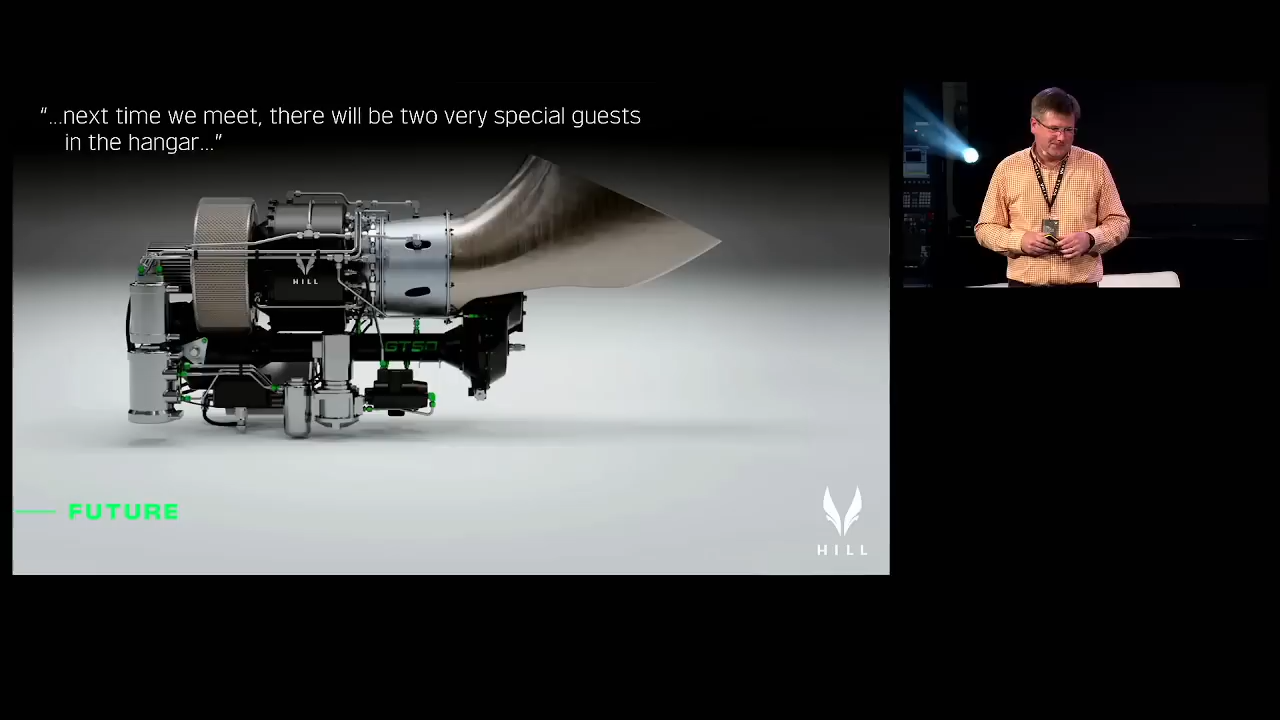 “...next time we meet, there will be two very special guests
in the hangar...”
HILL
GT50
FUTURE
HILL